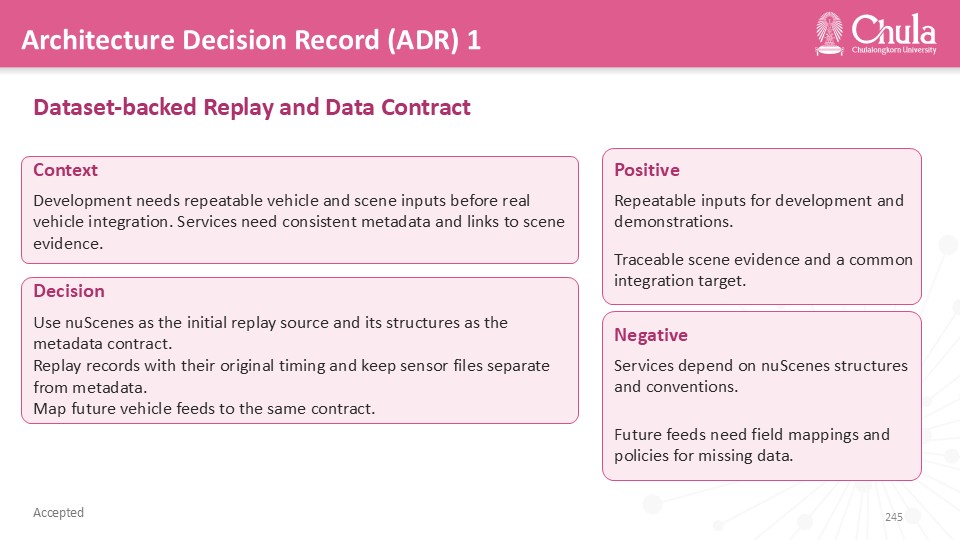 Architecture Decision Record (ADR) 1
Chula
Chulalongkorn University
Dataset-backed Replay and Data Contract
Context
Development needs repeatable vehicle and scene inputs before real
vehicle integration. Services need consistent metadata and links to scene
evidence.
Decision
Use nuScenes as the initial replay source and its structures as the
metadata contract.
Replay records with their original timing and keep sensor files separate
from metadata.
Map future vehicle feeds to the same contract.
Positive
Repeatable inputs for development and
demonstrations.
Traceable scene evidence and a common
integration target.
Negative
Services depend on nuScenes structures
and conventions.
Future feeds need field mappings and
policies for missing data.
Accepted
245